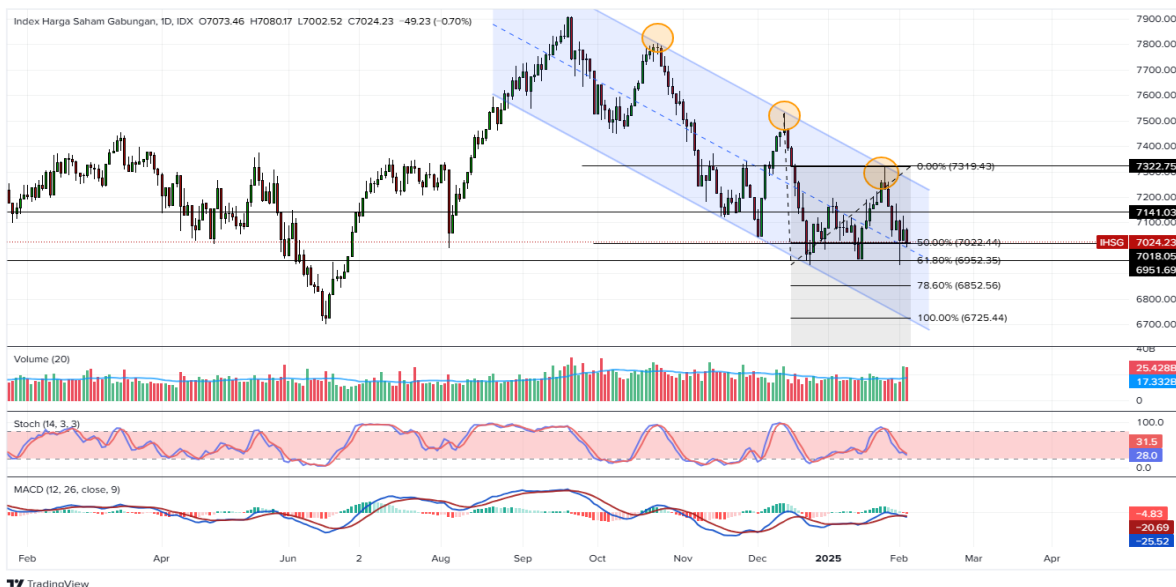 Index Harga Saham Gabungan, 1D, IDX O7073.46 H7080.17 L7002.52 C7024.23 −49.23 (−0.70%)
7900.00
7800.00
7700.00
7600.00
7500.00
7400.00
0.00% (7319.43)
7322.75
7200.00
7141.03
7100.00
50.00% (7022.44)
IHSG 7024.23
7018.05
61.80% (6952.35)
6951.69
78.60% (6852.56)
6800.00
100.00% (6725.44)
6700.00
Volume (20)
40B
25.428B
17.332B
0
Stoch (14, 3, 3)
100.0
31.5
28.0
0.0
MACD (12, 26, close, 9)
−4.83
−20.69
−25.52
Feb Apr Jun 2 Aug Sep Oct Nov Dec 2025 Feb Mar Apr
TradingView